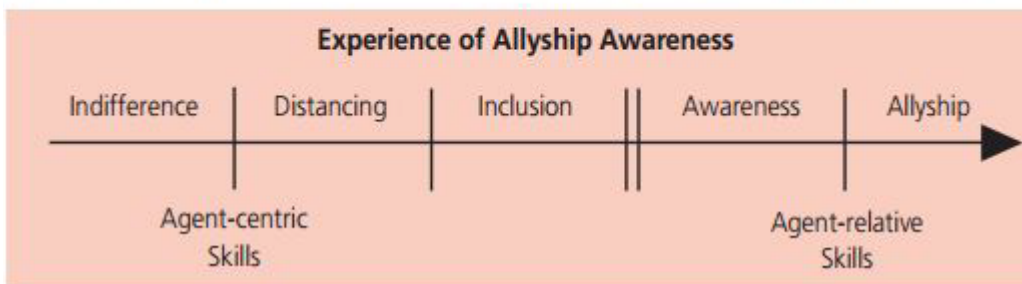 Experience of Allyship Awareness
Indifference Distancing Inclusion Awareness Allyship
Agent-centric
Skills
Agent-relative
Skills